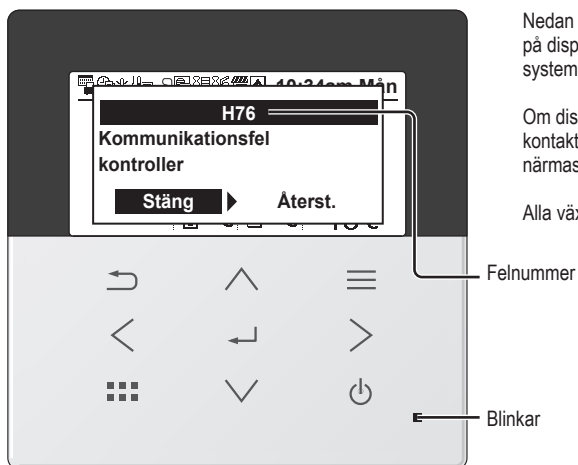 Nedan
på disp
system
Om dis
kontakt
närmas
Alla väx
10:34am Mån
H76
Kommunikationsfel
kontroller
Stäng
Återst.
Felnummer
Blinkar